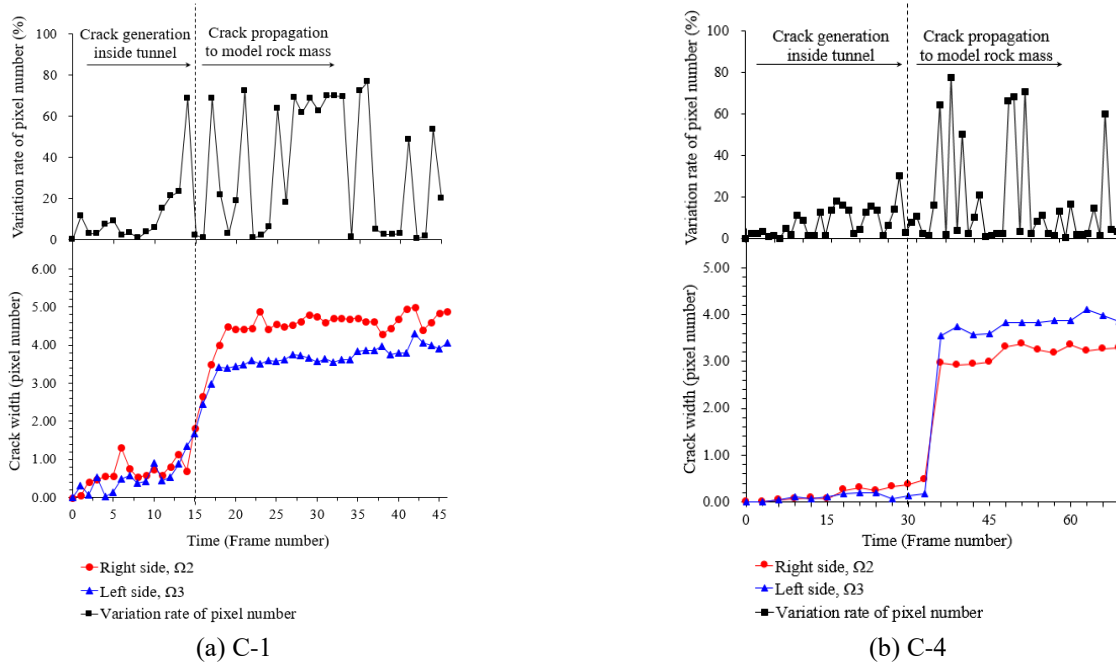 Variation rate of pixel number (%)
100
80
60
40
20
0
Crack generation
inside tunnel
Crack propagation
to model rock mass
Crack width (pixel number)
6.00
5.00
4.00
3.00
2.00
1.00
0.00
0 5 10 15 20 25 30 35 40 45
Time (Frame number)
Right side, Ω2
Left side, Ω3
Variation rate of pixel number
(a) C-1
Variation rate of pixel number (%)
100
80
60
40
20
0
Crack generation
inside tunnel
Crack propagation
to model rock mass
Crack width (pixel number)
5.00
4.00
3.00
2.00
1.00
0.00
0 15 30 45 60
Time (Frame number)
Right side, Ω2
Left side, Ω3
Variation rate of pixel number
(b) C-4